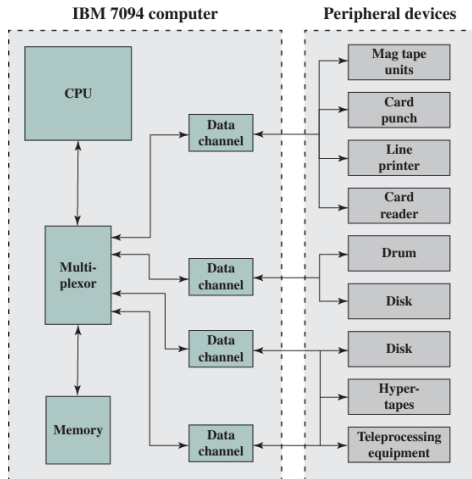 IBM 7094 computer
Peripheral devices
CPU
Data
channel
Mag tape
units
Card
punch
Line
printer
Card
reader
Multi-
plexor
Data
channel
Drum
Disk
Data
channel
Disk
Hyper-
tapes
Memory
Data
channel
Teleprocessing
equipment